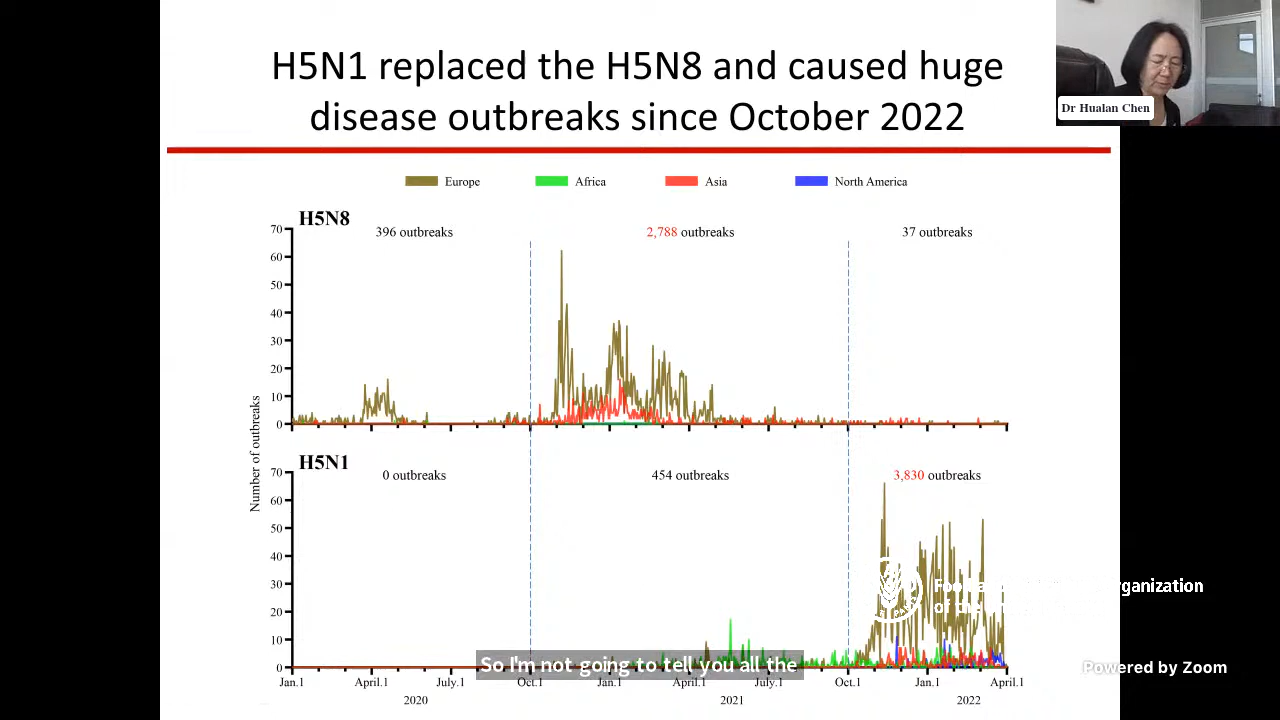 H5N1 replaced the H5N8 and caused huge
disease outbreaks since October 2022
Dr Hualan Chen
Europe
Africa
Asia
North America
H5N8
396 outbreaks
2,788 outbreaks
37 outbreaks
70
60
50
40
30
20
10
0
Number of outbreaks
H5N1
0 outbreaks
454 outbreaks
3,830 outbreaks
70
60
50
40
30
20
10
0
So I'm not going to tell you all the
Jan.1 April.1 July.1 Oct.1 Jan.1 April.1 July.1 Oct.1 Jan.1 April.1
2020 2021 2022
of the
Powered by Zoom